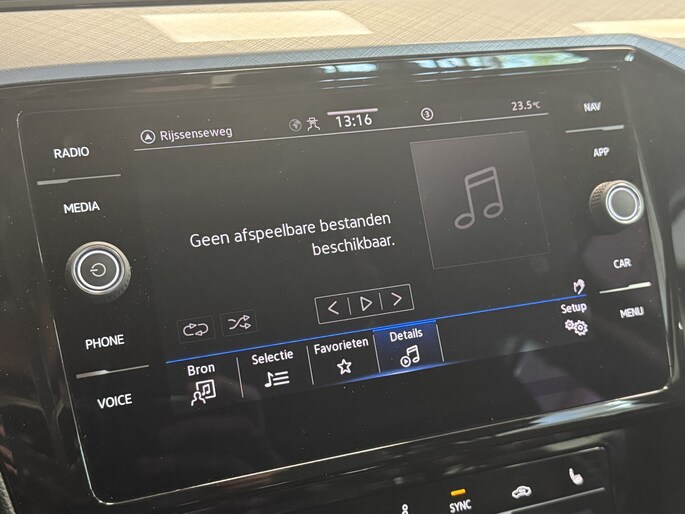 RADIO
MEDIA
PHONE
VOICE
Rijssenseweg
13:16
3
23.5°C
NAV
APP
CAR
MENU
Geen afspeelbare bestanden
beschikbaar.
Bron
Selectie
Favorieten
Details
Setup
SYNC